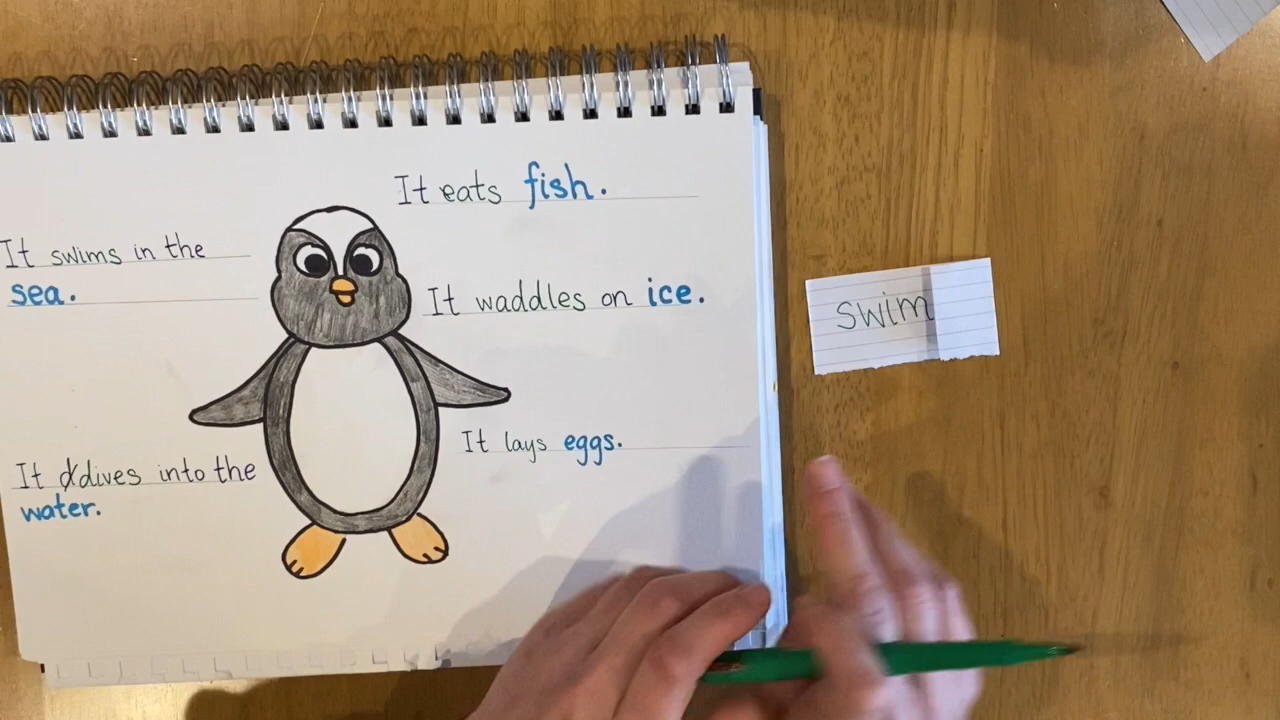 It eats fish.
It swims in the
sea.
It waddles on ice.
It lays eggs.
It dives into the
water.
swim